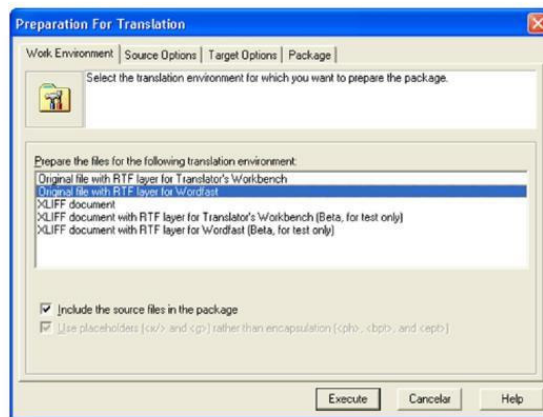 Preparation For Translation
Work Environment Source Options Target Options Package
Select the translation environment for which you want to prepare the package.
Prepare the files for the following translation environment:
Original file with RTF layer for Translator's Workbench
Original file with RTF layer for Wordfast
XLIFF document
XLIFF document with RTF layer for Translator's Workbench (Beta, for test only)
XLIFF document with RTF layer for Wordfast (Beta, for test only)
Include the source files in the package
Use placeholders (<x/> and <g>) rather than encapsulation (<ph>, <bpt>, and <ept>)
Execute Cancelar Help